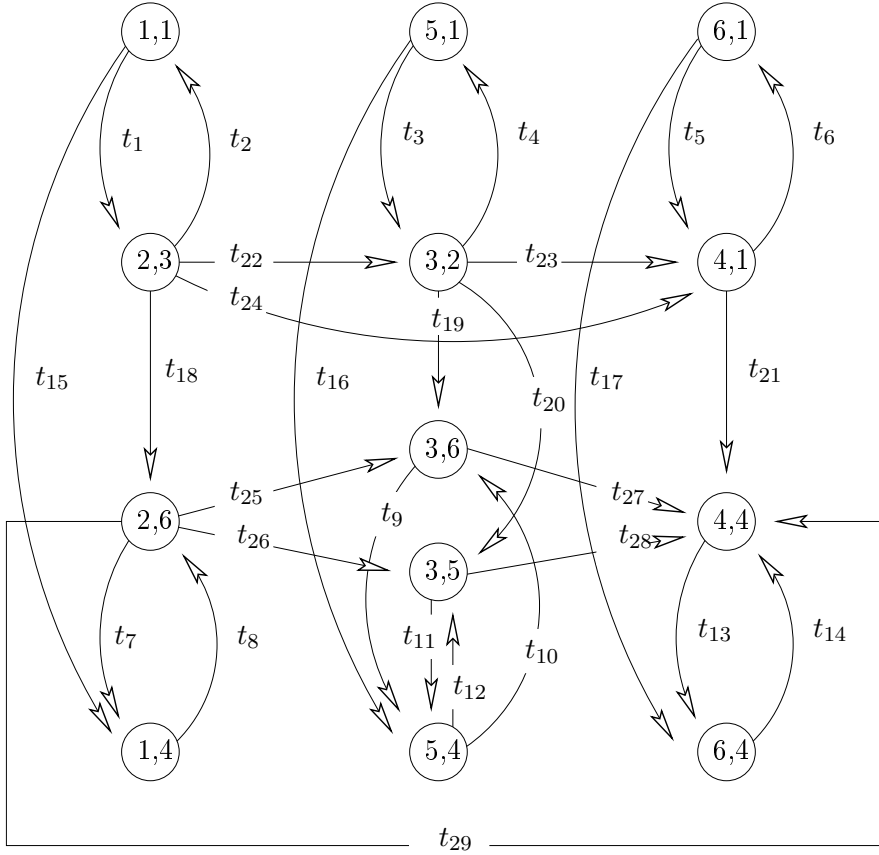 1,1 5,1 6,1
t1 t2 t3 t4 t5 t6
2,3 t22 3,2 t23 4,1
t24 t19
t15 t18 t16 t20 t17 t21
3,6
t25 t9 t27
2,6 t26 t28 4,4
3,5
t7 t8 t11 t10 t13 t14
t12
1,4 5,4 6,4
t29